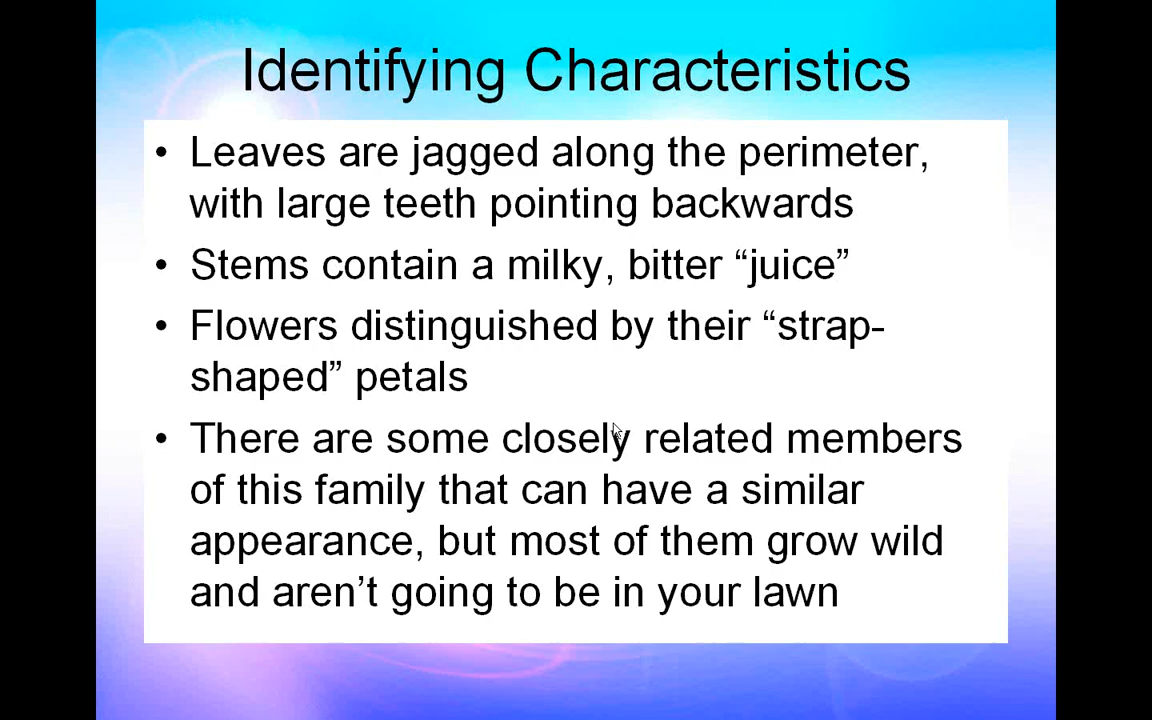 Identifying Characteristics
• Leaves are jagged along the perimeter,
with large teeth pointing backwards
• Stems contain a milky, bitter “juice”
• Flowers distinguished by their “strap-
shaped” petals
• There are some closely related members
of this family that can have a similar
appearance, but most of them grow wild
and aren’t going to be in your lawn